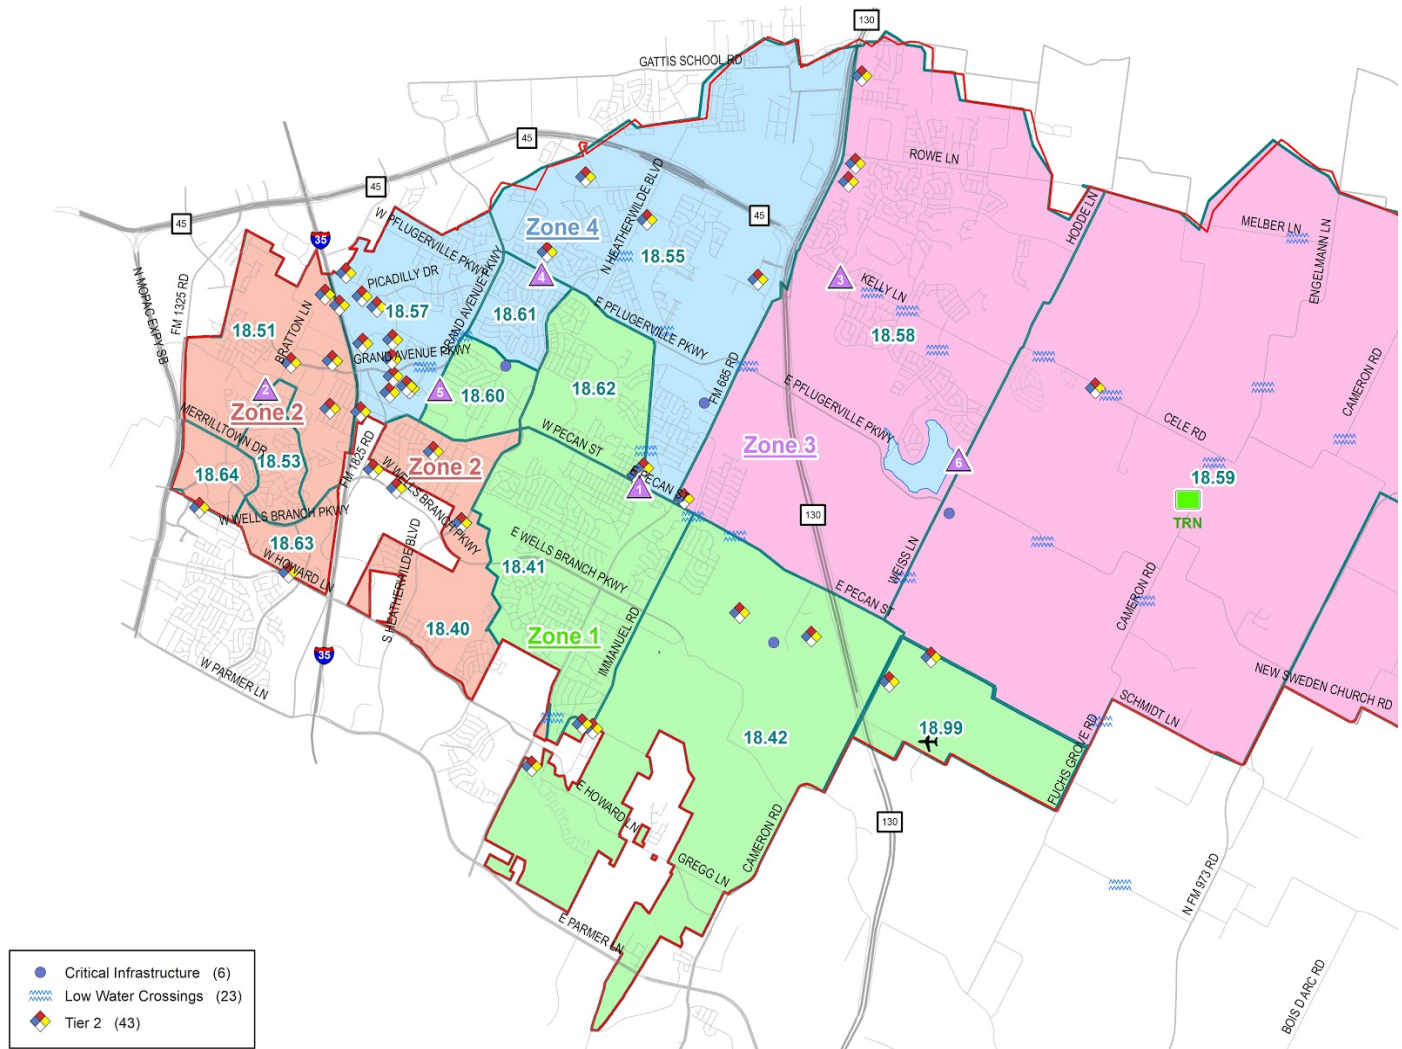 130
GATTIS SCHOOL RD
45
45
ROWE LN
N HEATHERWILDE BLVD
HODDE LN
45
45
W PFLUGERVILLE PKWY
Zone 4
MELBER LN
ENGELMANN LN
35
18.55
N MOPAC EXPY SB
FM 1325 RD
PICADILLY DR
GRAND AVENUE PKWY
4
3
KELLY LN
18.57
18.61
E PFLUGERVILLE PKWY
18.51
BRATTON LN
18.58
GRAND AVENUE PKWY
FM 685 RD
CAMERON RD
2
5
18.60
18.62
E PFLUGERVILLE PKWY
Zone 2
MERRILLTOWN DR
W PECAN ST
Zone 3
CELE RD
18.53
FM 1825 RD
Zone 2
6
18.64
W WELLS BRANCH PKWY
E PECAN ST
1
18.59
TRN
W WELLS BRANCH PKWY
130
18.63
W HOWARD LN
S HEATHERWILDE BLVD
18.41
E WELLS BRANCH PKWY
WEISS LN
E PECAN ST
CAMERON RD
18.40
Zone 1
IMMANUEL RD
35
W PARMER LN
NEW SWEDEN CHURCH RD
SCHMIDT LN
18.42
18.99
FUCHS GROVE RD
E HOWARD LN
CAMERON RD
130
GREGG LN
N FM 973 RD
E PARMER LN
BOIS D ARC RD
Critical Infrastructure (6)
Low Water Crossings (23)
Tier 2 (43)